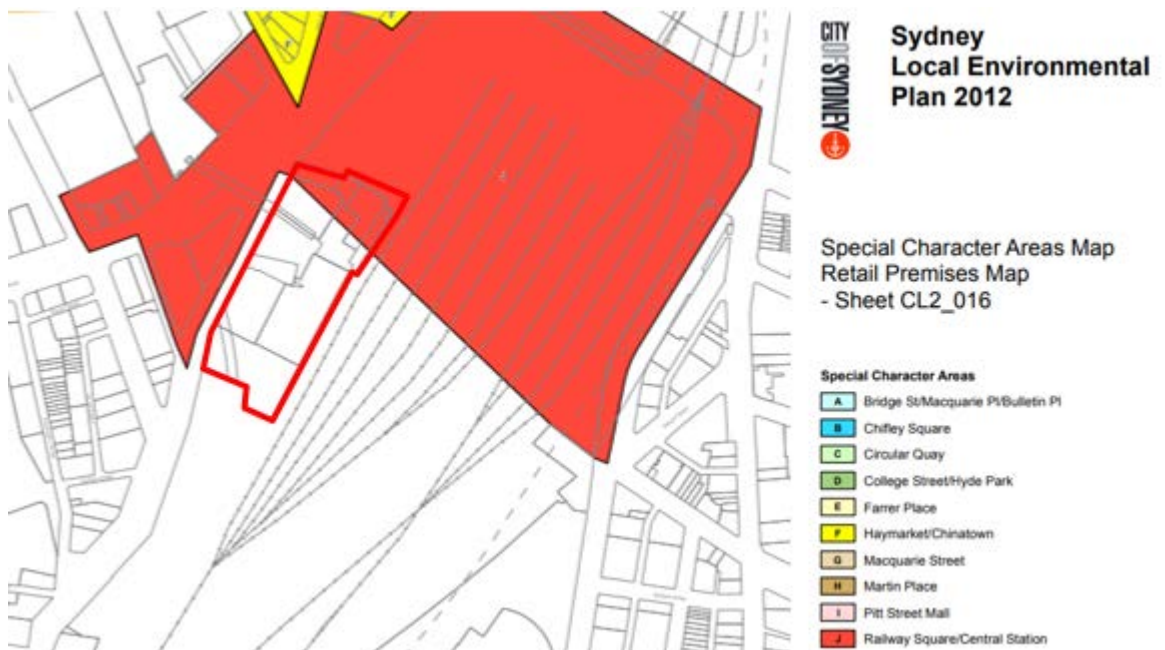 CITY OF SYDNEY
Sydney
Local Environmental
Plan 2012
Special Character Areas Map
Retail Premises Map
- Sheet CL2_016
Special Character Areas
A Bridge St/Macquarie Pl/Bulletin Pl
B Chifley Square
C Circular Quay
D College Street/Hyde Park
E Farrer Place
F Haymarket/Chinatown
G Macquarie Street
H Martin Place
I Pitt Street Mall
J Railway Square/Central Station